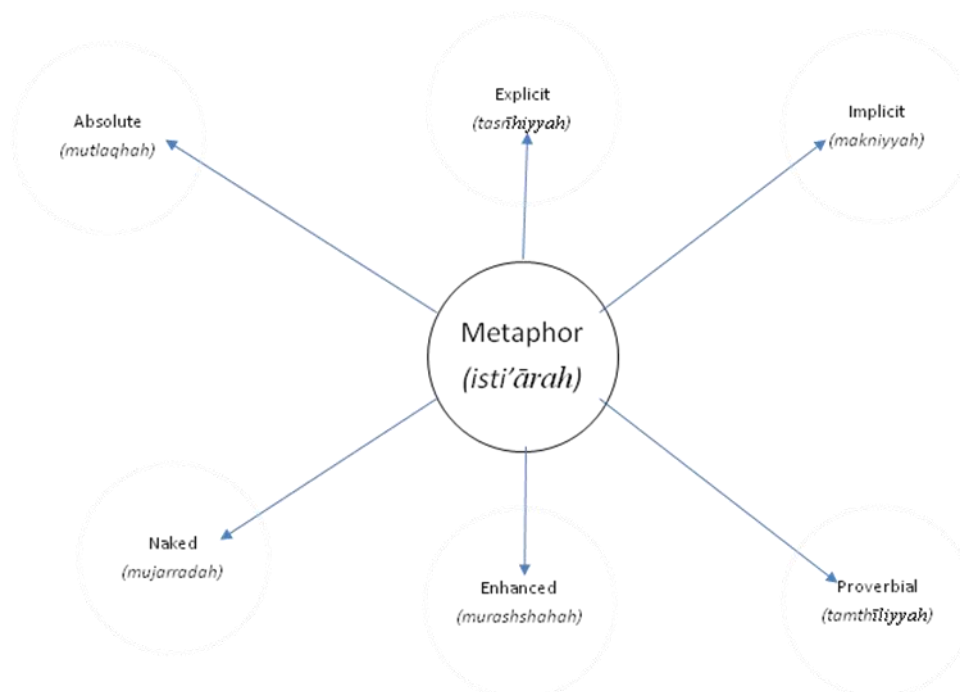 Explicit
(tasrīhiyyah)
Implicit
(makniyyah)
Absolute
(mutlaqhah)
Metaphor
(isti’ārah)
Naked
(mujarradah)
Enhanced
(murashshahah)
Proverbial
(tamthīliyyah)